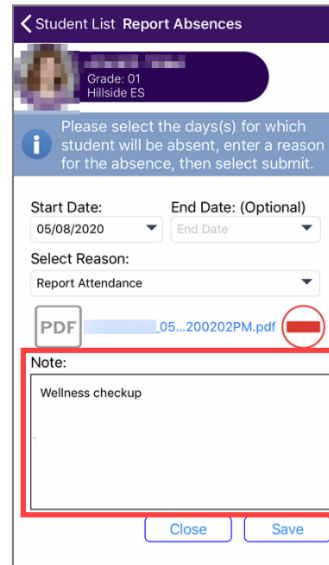 Student List Report Absences
Grade: 01
Hillside ES
Please select the days(s) for which
student will be absent, enter a reason
for the absence, then select submit.
Start Date: End Date: (Optional)
05/08/2020 End Date
Select Reason:
Report Attendance
PDF _05...200202PM.pdf
Note:
Wellness checkup
Close Save